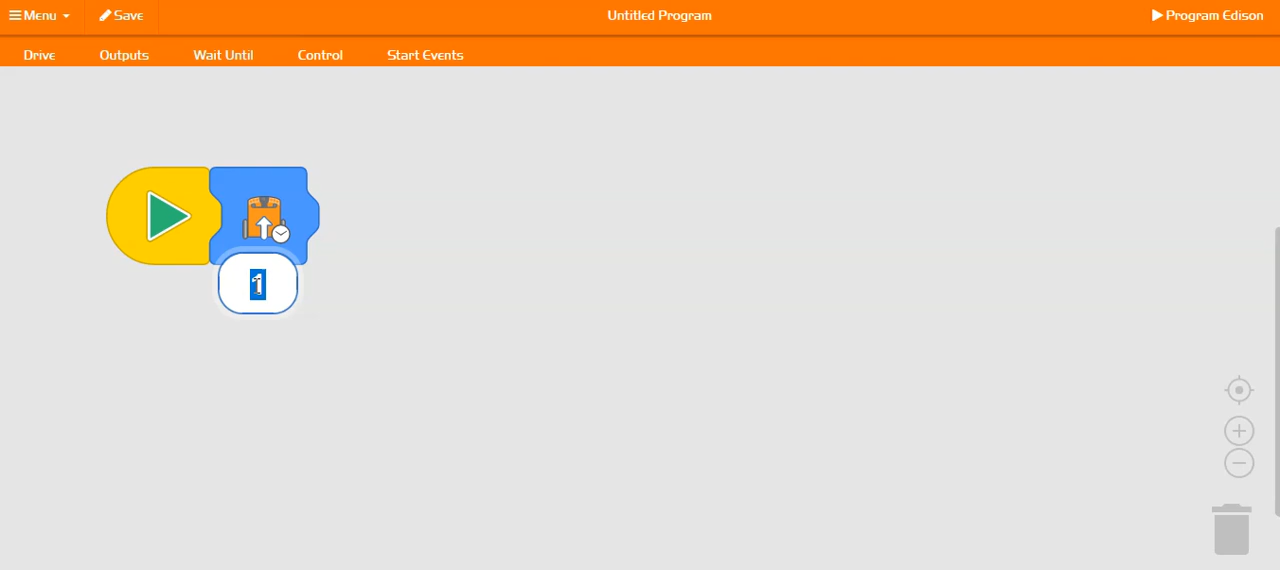 Menu Save Untitled Program Program Edison
Drive Outputs Wait Until Control Start Events
1